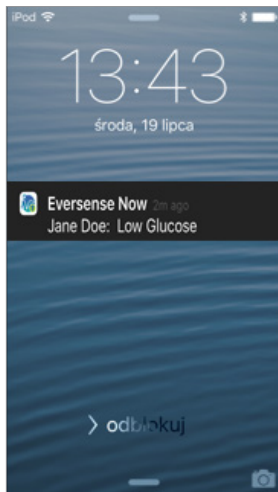 iPod
13:43
środa, 19 lipca
Eversense Now 2m ago
Jane Doe: Low Glucose
> odblokuj